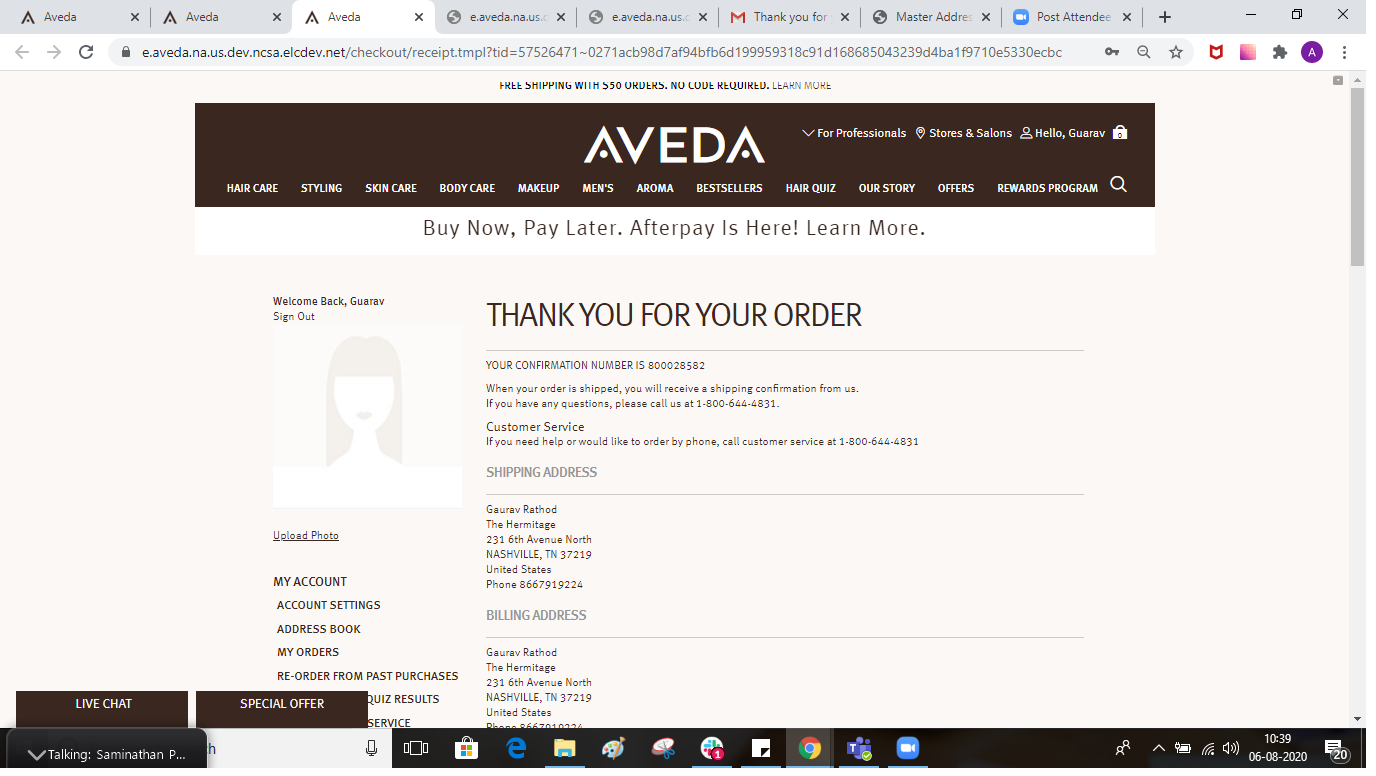 Aveda
Aveda
Aveda
e.aveda.na.us.c
e.aveda.na.us.c
Thank you for
Master Addres
Post Attendee
e.aveda.na.us.dev.ncsa.elcdev.net/checkout/receipt.tmpl?tid=57526471~0271acb98d7af94bfb6d199959318c91d168685043239d4ba1f9710e5330ecbc
A
FREE SHIPPING WITH $30 ORDERS. NO CODE REQUIRED. LEARN MORE
AVEDA
For Professionals
Stores & Salons
Hello, Guarav
0
HAIR CARE
STYLING
SKIN CARE
BODY CARE
MAKEUP
MEN'S
AROMA
BESTSELLERS
HAIR QUIZ
OUR STORY
OFFERS
REWARDS PROGRAM
Buy Now, Pay Later. Afterpay Is Here! Learn More.
Welcome Back, Guarav
Sign Out
Upload Photo
MY ACCOUNT
ACCOUNT SETTINGS
ADDRESS BOOK
MY ORDERS
RE-ORDER FROM PAST PURCHASES
QUIZ RESULTS
SERVICE
THANK YOU FOR YOUR ORDER
YOUR CONFIRMATION NUMBER IS 800028582
When your order is shipped, you will receive a shipping confirmation from us.
If you have any questions, please call us at 1-800-644-4831.
Customer Service
If you need help or would like to order by phone, call customer service at 1-800-644-4831
SHIPPING ADDRESS
Gaurav Rathod
The Hermitage
231 6th Avenue North
NASHVILLE, TN 37219
United States
Phone 8667919224
BILLING ADDRESS
Gaurav Rathod
The Hermitage
231 6th Avenue North
NASHVILLE, TN 37219
United States
Phone 8667919224
LIVE CHAT
SPECIAL OFFER
Talking: Saminathan P...
ch
1
10:39
06-08-2020
20